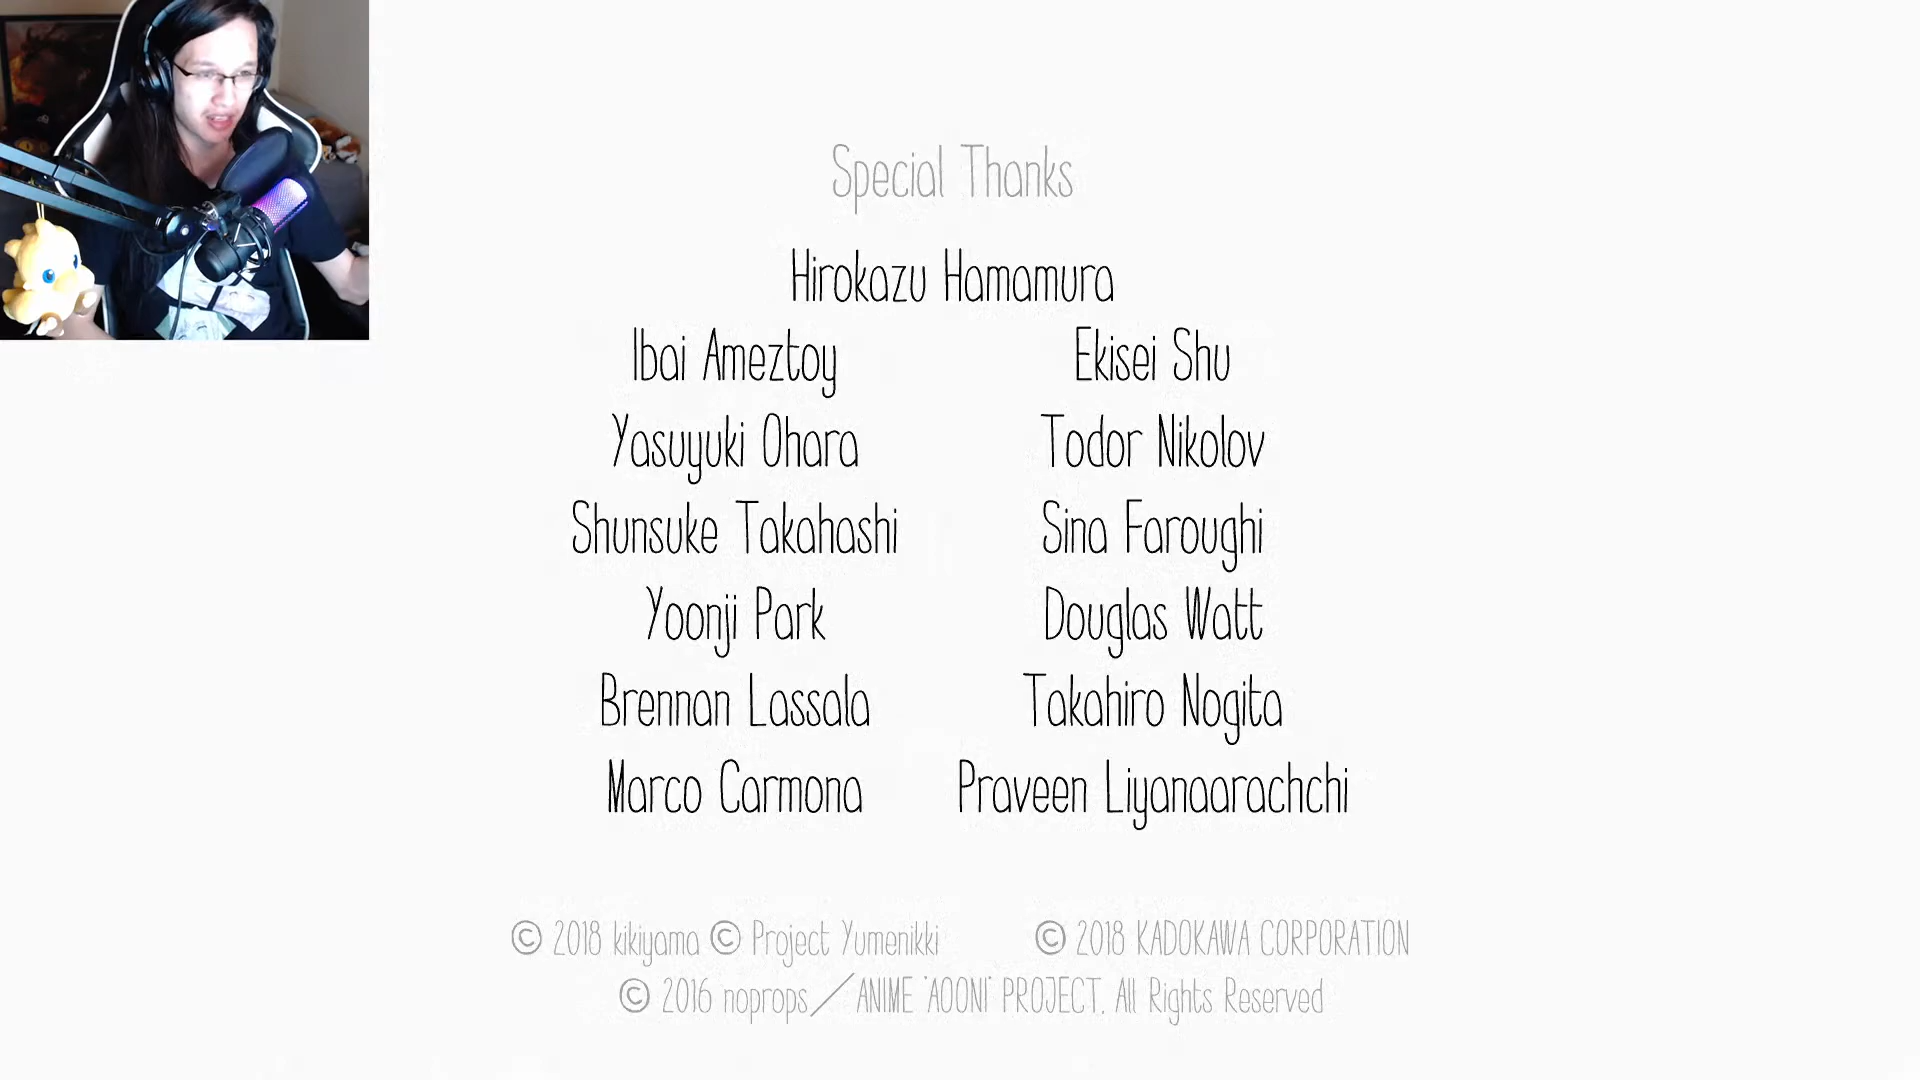 Special Thanks
Hirokazu Hamamura
Ibai Ameztoy Ekisei Shu
Yasuyuki Ohara Todor Nikolov
Shunsuke Takahashi Sina Faroughi
Yoonji Park Douglas Watt
Brennan Lassala Takahiro Nogita
Marco Carmona Praveen Liyanaarachchi
© 2018 kikiyama © Project Yumenikki © 2018 KADOKAWA CORPORATION
© 2016 noprops／ANIME "AOONI" PROJECT. All Rights Reserved